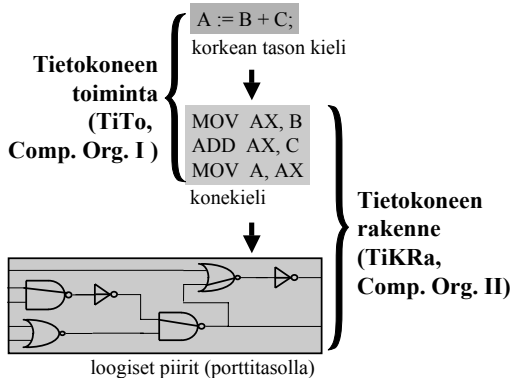 A := B + C;
korkean tason kieli
Tietokoneen
toiminta
(TiTo,
Comp. Org. I )
MOV AX, B
ADD AX, C
MOV A, AX
konekieli
Tietokoneen
rakenne
(TiKRa,
Comp. Org. II)
loogiset piirit (porttitasolla)